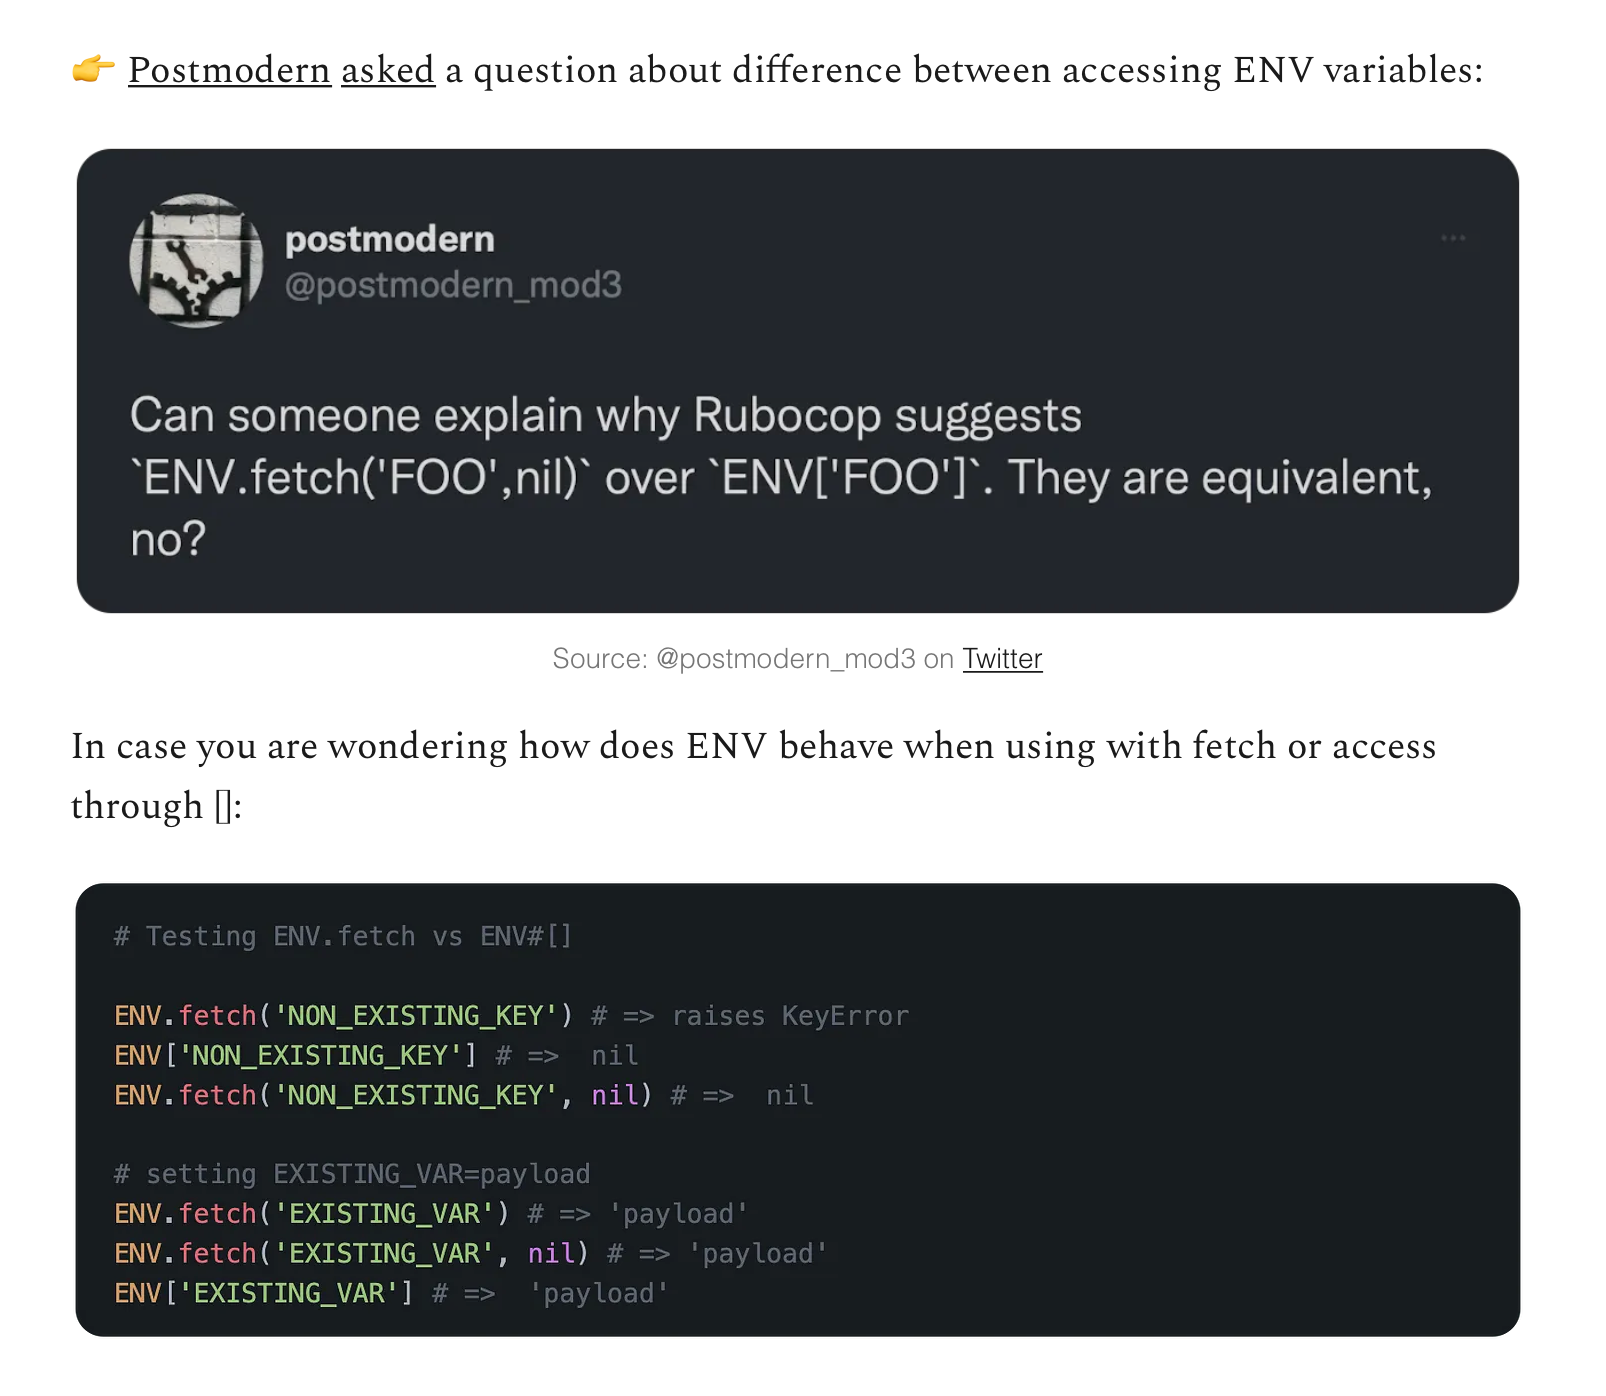 👉 Postmodern asked a question about difference between accessing ENV variables:
postmodern
@postmodern_mod3
Can someone explain why Rubocop suggests
`ENV.fetch('FOO',nil)` over `ENV['FOO']`. They are equivalent,
no?
Source: @postmodern_mod3 on Twitter
In case you are wondering how does ENV behave when using with fetch or access
through []:
# Testing ENV.fetch vs ENV#[]
ENV.fetch('NON_EXISTING_KEY') # => raises KeyError
ENV['NON_EXISTING_KEY'] # =>  nil
ENV.fetch('NON_EXISTING_KEY', nil) # =>  nil
# setting EXISTING_VAR=payload
ENV.fetch('EXISTING_VAR') # => 'payload'
ENV.fetch('EXISTING_VAR', nil) # => 'payload'
ENV['EXISTING_VAR'] # =>  'payload'